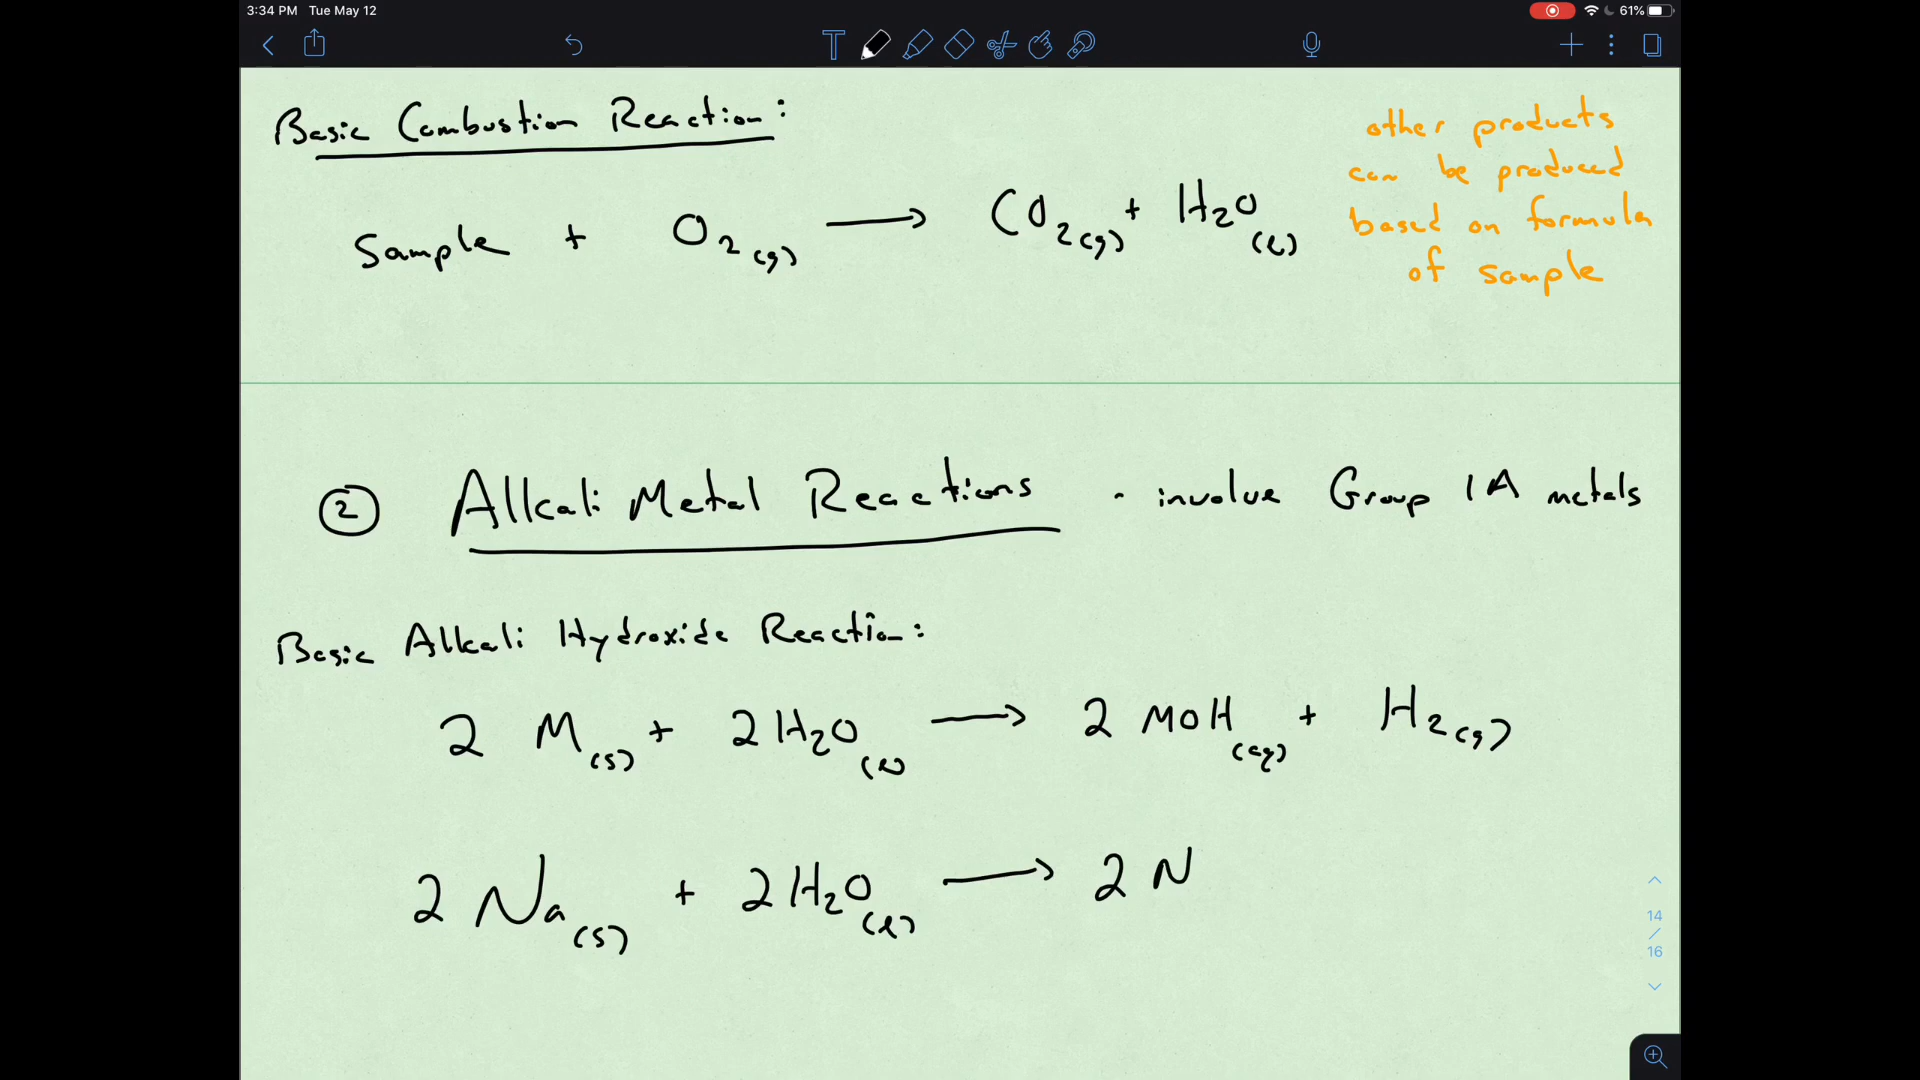 3:34 PM Tue May 12
61%
T
Basic Combustion Reaction:
Sample + O2(g) → CO2(g) + H2O(l)
other products
can be produced
based on formula
of sample
② Alkali Metal Reactions - involve Group 1A metals
Basic Alkali Hydroxide Reaction:
2 M(s) + 2 H2O(l) → 2 MOH(aq) + H2(g)
2 Na(s) + 2 H2O(l) → 2 N
14
/
16